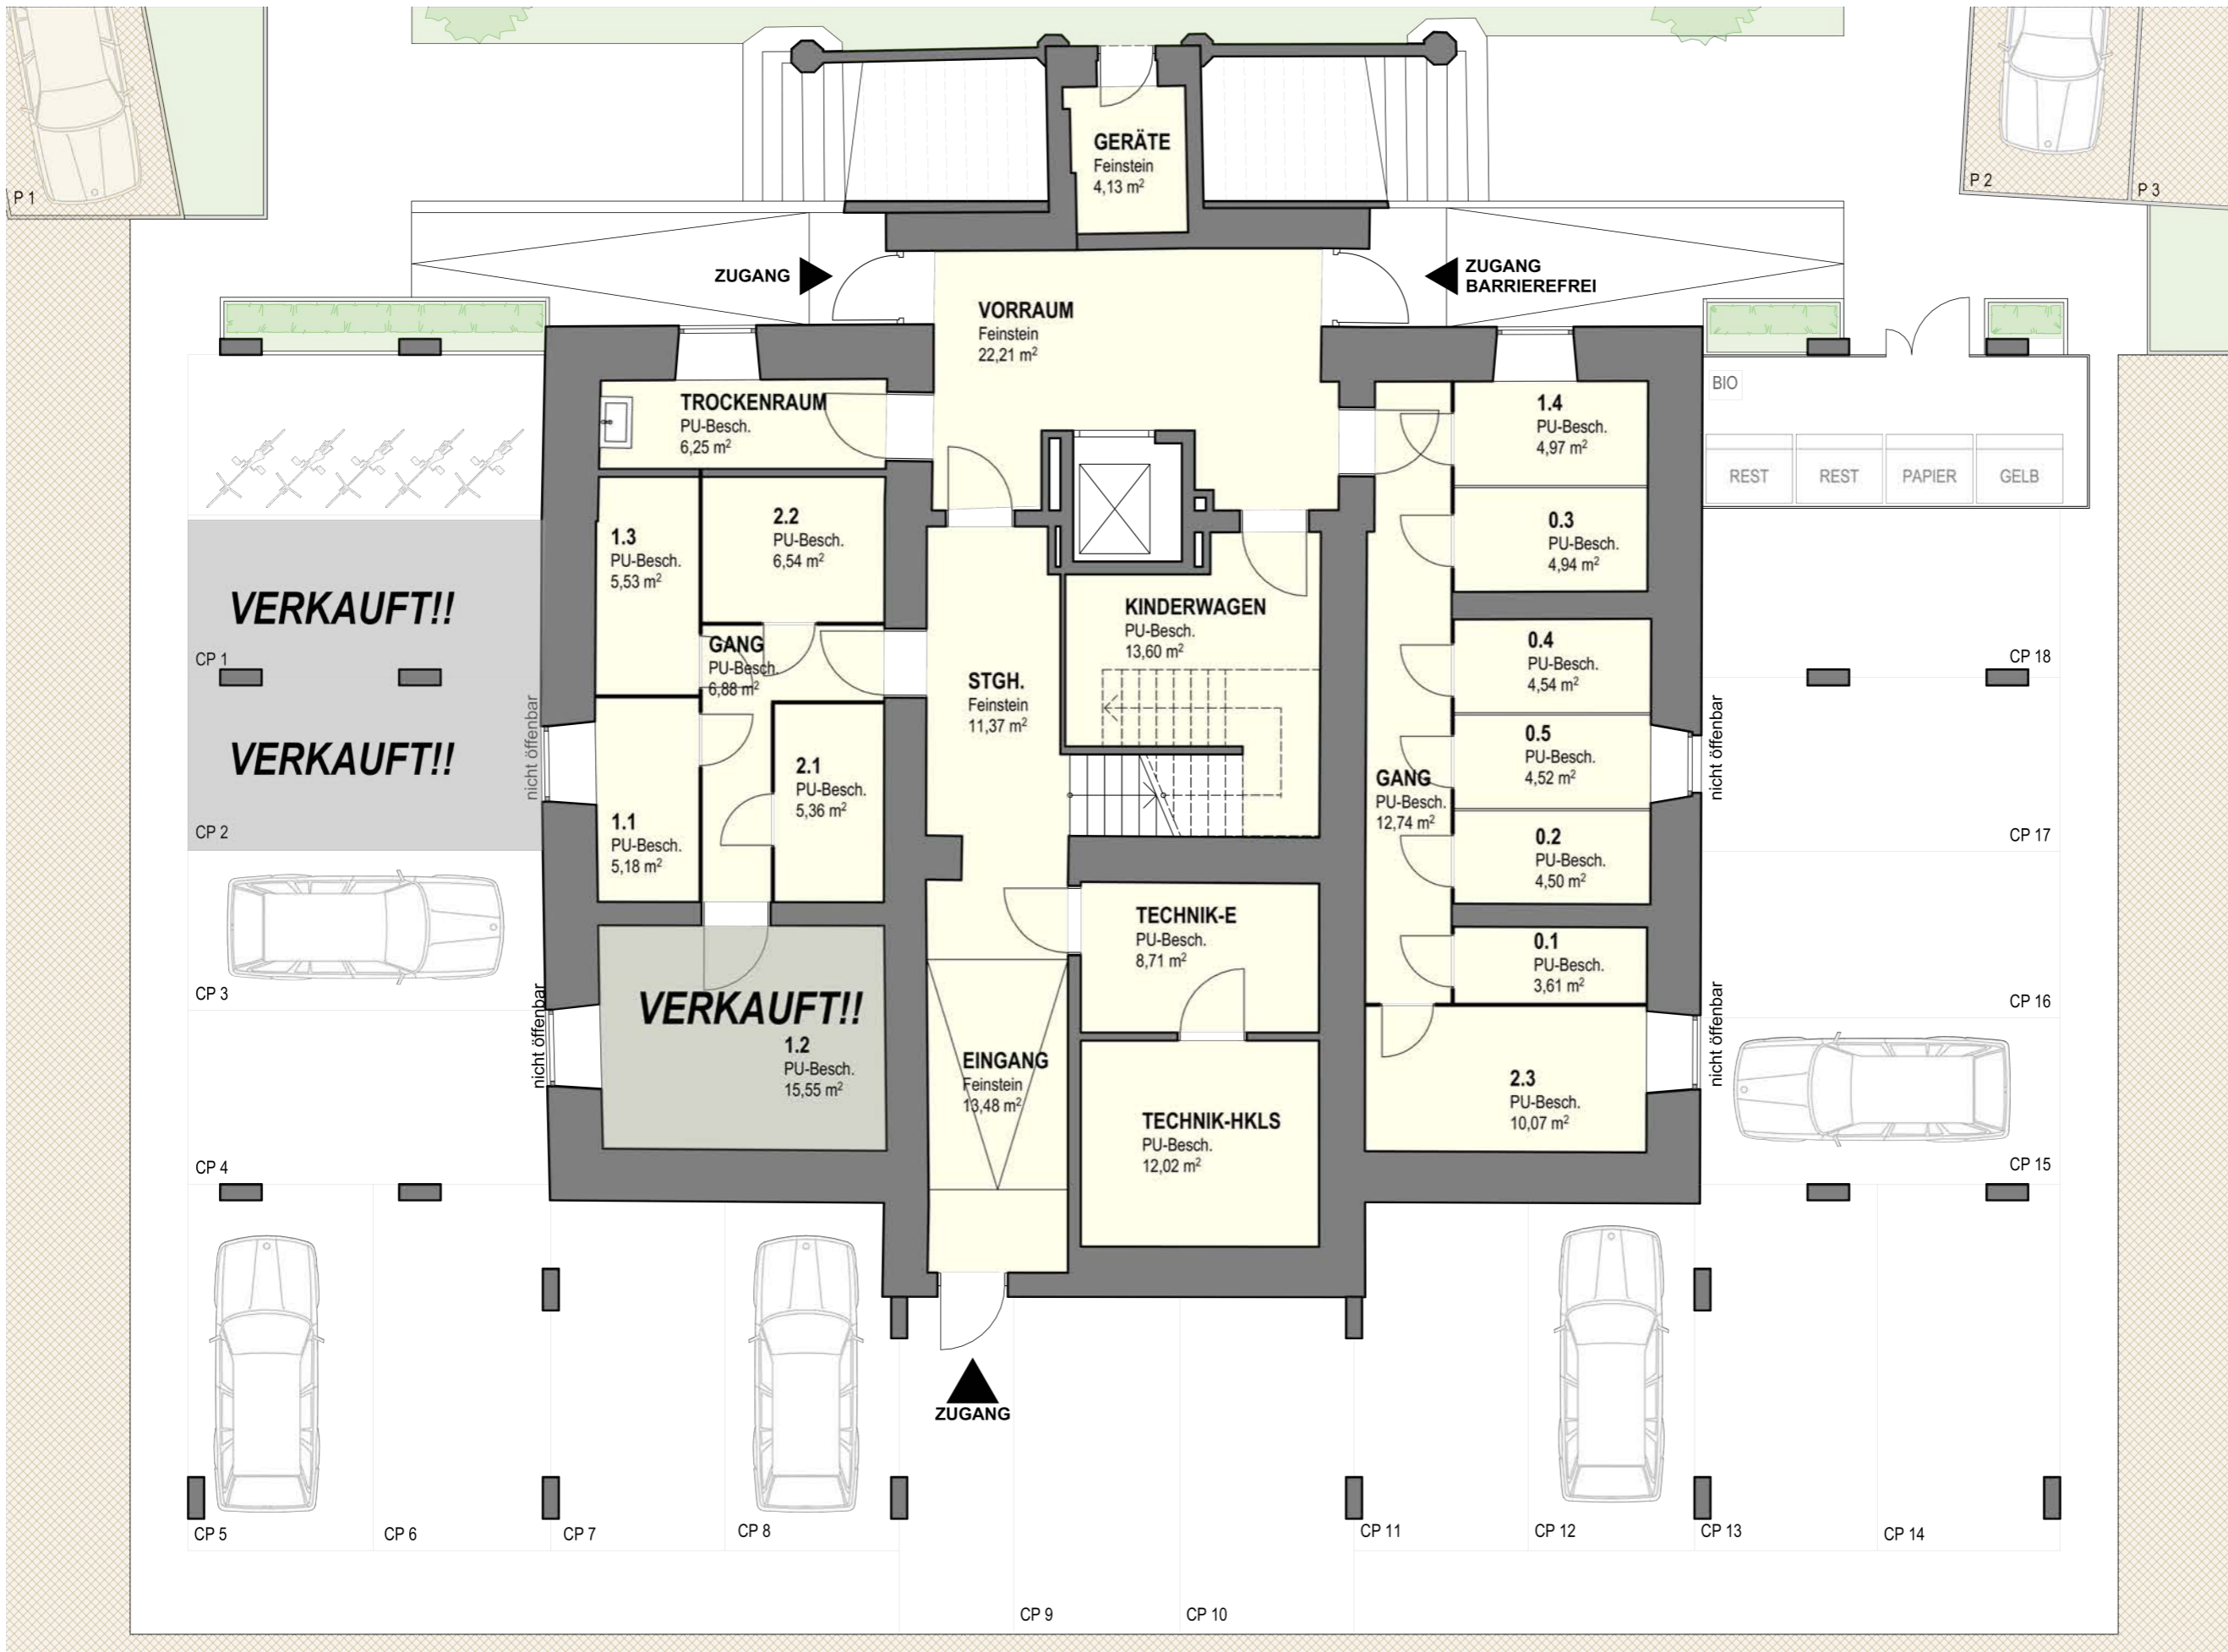 P 1
P 2
P 3
GERÄTE
Feinstein
4,13 m²
ZUGANG
ZUGANG
BARRIEREFREI
VORRAUM
Feinstein
22,21 m²
TROCKENRAUM
PU-Besch.
6,25 m²
1.4
PU-Besch.
4,97 m²
BIO
REST
REST
PAPIER
GELB
1.3
PU-Besch.
5,53 m²
2.2
PU-Besch.
6,54 m²
0.3
PU-Besch.
4,94 m²
VERKAUFT!!
CP 1
GANG
PU-Besch.
6,88 m²
KINDERWAGEN
PU-Besch.
13,60 m²
0.4
PU-Besch.
4,54 m²
CP 18
STGH.
Feinstein
11,37 m²
nicht öffenbar
nicht öffenbar
VERKAUFT!!
CP 2
1.1
PU-Besch.
5,18 m²
2.1
PU-Besch.
5,36 m²
GANG
PU-Besch.
12,74 m²
0.5
PU-Besch.
4,52 m²
0.2
PU-Besch.
4,50 m²
CP 17
CP 3
TECHNIK-E
PU-Besch.
8,71 m²
0.1
PU-Besch.
3,61 m²
CP 16
nicht öffenbar
nicht öffenbar
VERKAUFT!!
1.2
PU-Besch.
15,55 m²
EINGANG
Feinstein
13,48 m²
TECHNIK-HKLS
PU-Besch.
12,02 m²
2.3
PU-Besch.
10,07 m²
CP 4
CP 15
ZUGANG
CP 5
CP 6
CP 7
CP 8
CP 11
CP 12
CP 13
CP 14
CP 9
CP 10